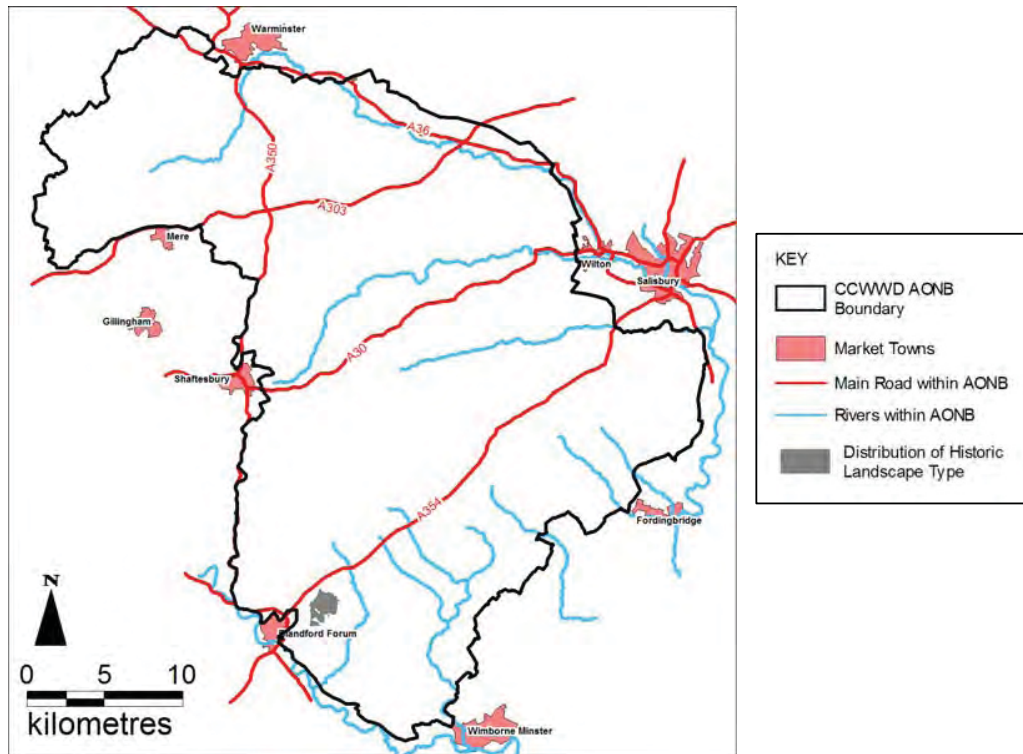 Warminster
A36
A350
A303
Mere
Wilton
Salisbury
Gillingham
A30
Shaftesbury
A354
Fordingbridge
N
Blandford Forum
0 5 10
kilometres
Wimborne Minster
KEY
CCWWD AONB
Boundary
Market Towns
Main Road within AONB
Rivers within AONB
Distribution of Historic
Landscape Type